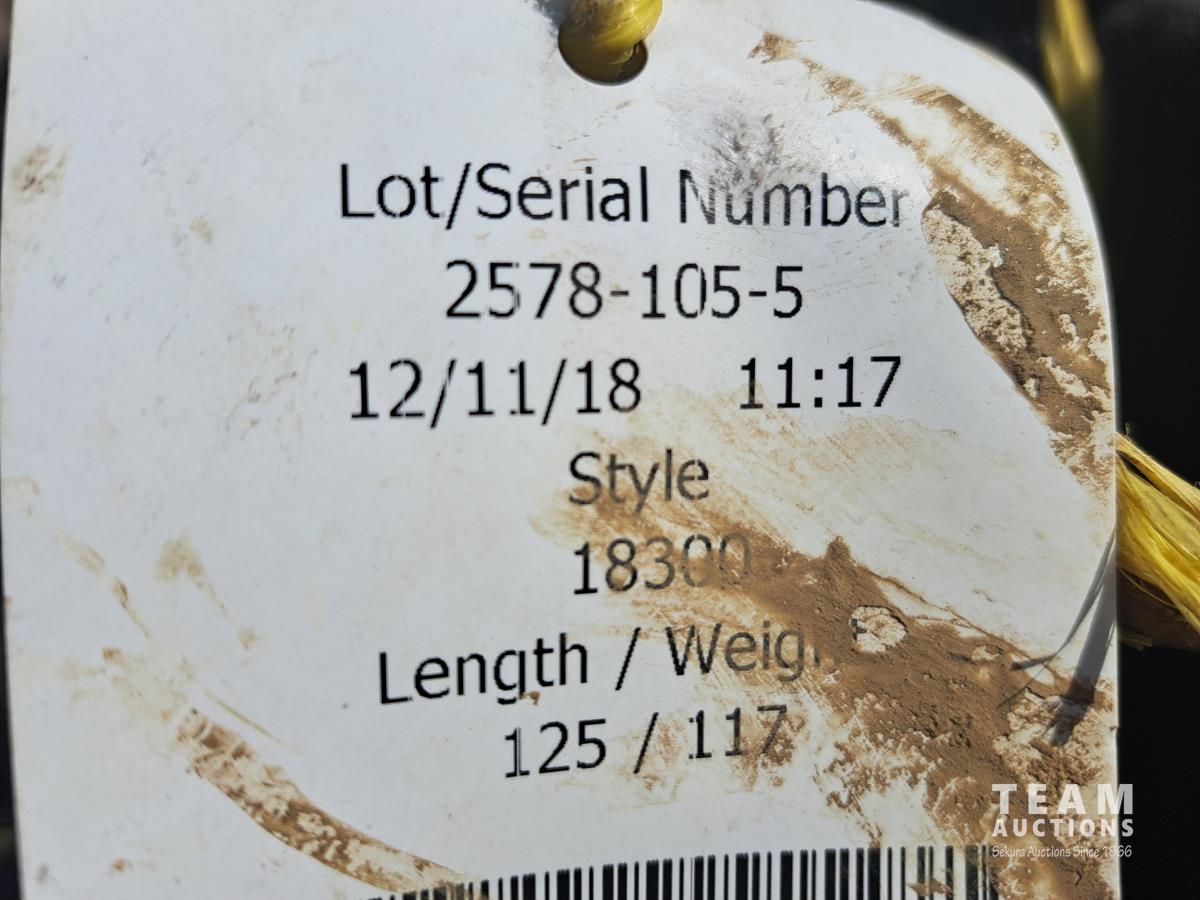 Lot/Serial Number
2578-105-5
12/11/18 11:17
Style
18300
Length /
125 / 117
TEAM
AUCTIONS
Sekura Auctions Since 1966